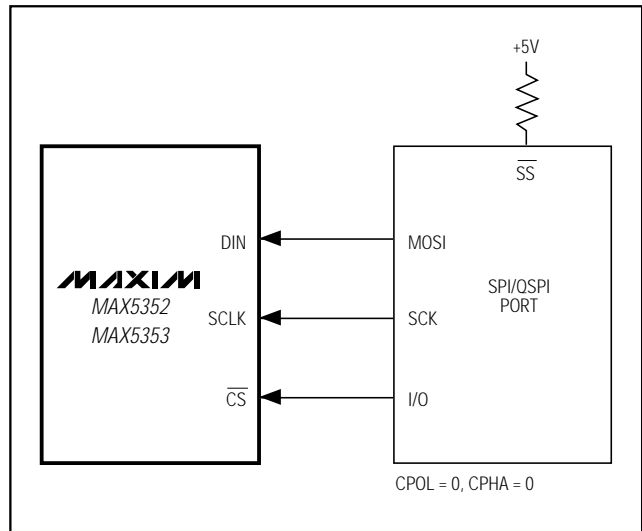 +5V
SS
DIN
MOSI
MAXIM
MAX5352
MAX5353
SPI/QSPI
PORT
SCLK
SCK
CS
I/O
CPOL = 0, CPHA = 0